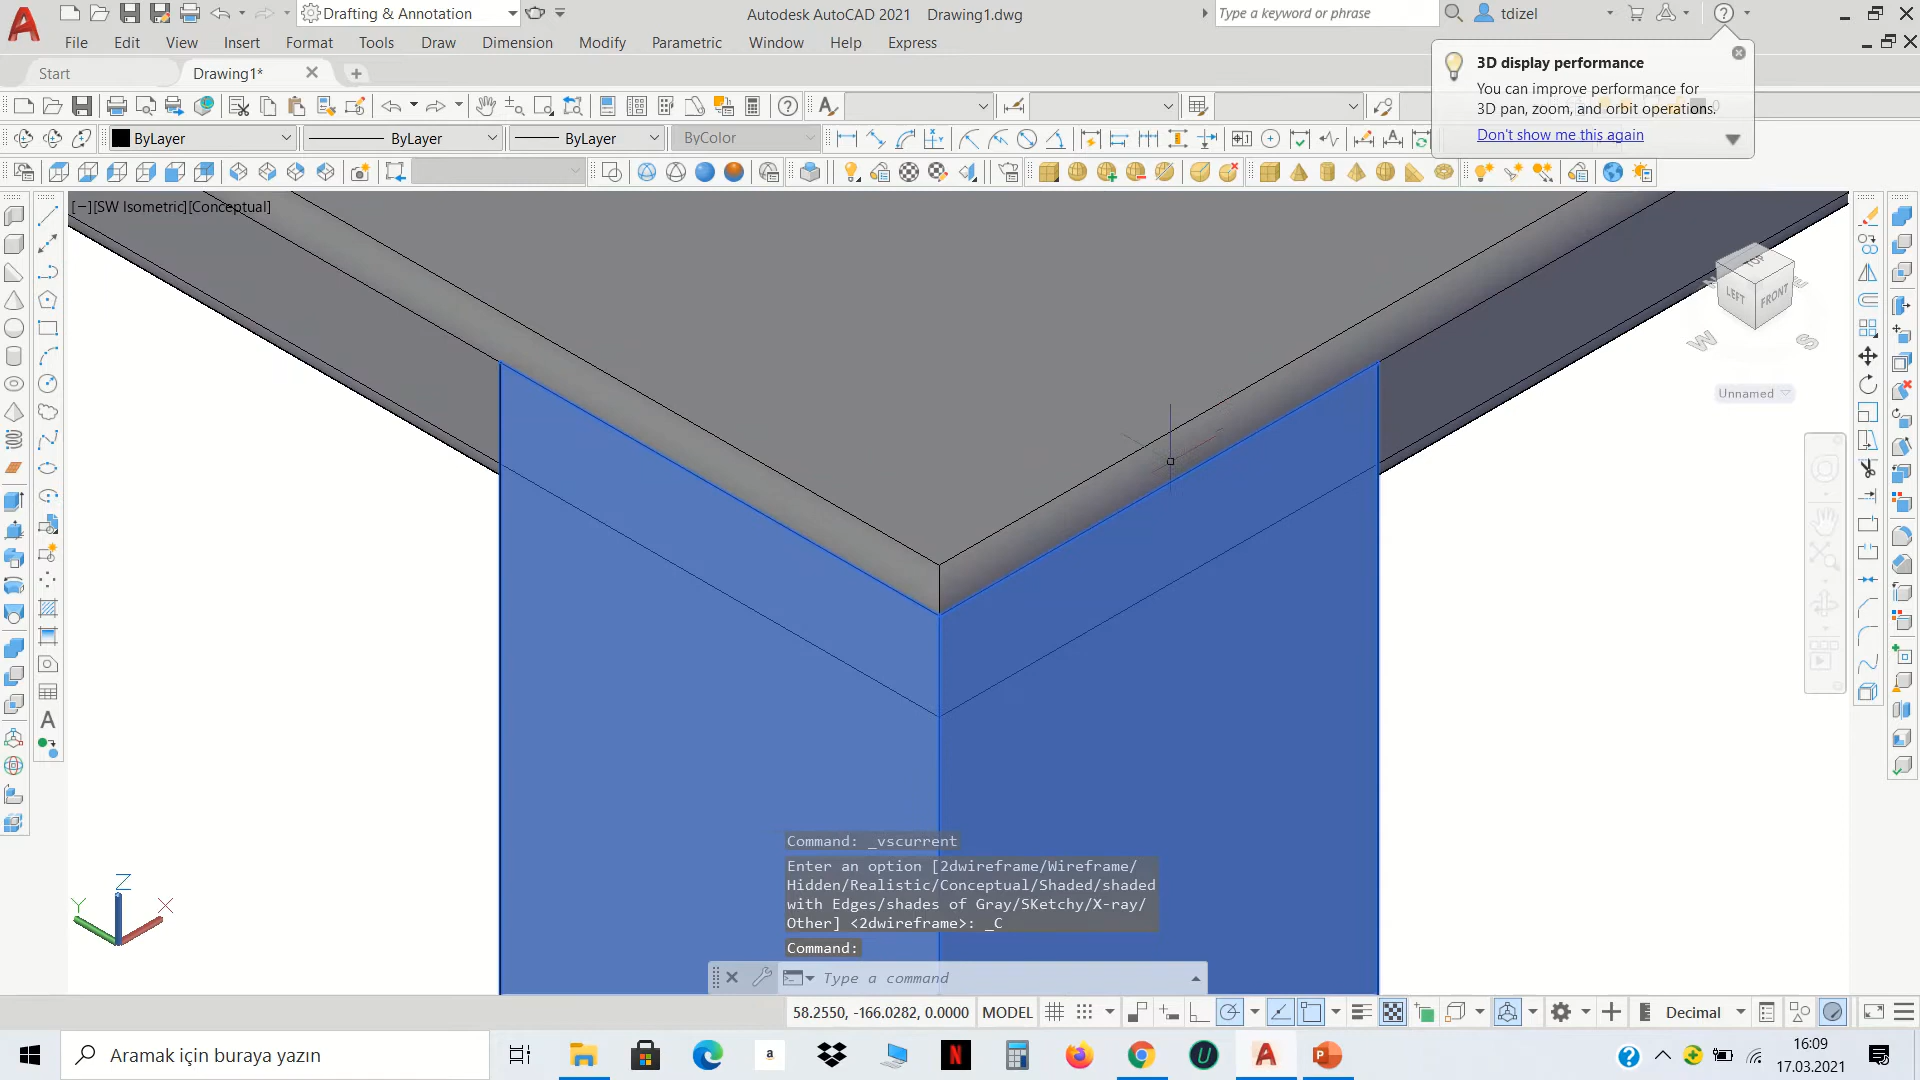 Drafting & Annotation
Autodesk AutoCAD 2021 Drawing1.dwg
Type a keyword or phrase
tdizel
File Edit View Insert Format Tools Draw Dimension Modify Parametric Window Help Express
Start
Drawing1*
3D display performance
You can improve performance for
3D pan, zoom, and orbit operations.
Don't show me this again
ByLayer
ByLayer
ByLayer
ByColor
[−][SW Isometric][Conceptual]
TOP
LEFT
FRONT
W
S
Unnamed
Command: _vscurrent
Enter an option [2dwireframe/Wireframe/
Hidden/Realistic/Conceptual/Shaded/shaded
with Edges/shades of Gray/SKetchy/X-ray/
Other] <2dwireframe>: _C
Command:
Z
Y
X
Type a command
58.2550, -166.0282, 0.0000 MODEL
Decimal
Aramak için buraya yazın
16:09
17.03.2021